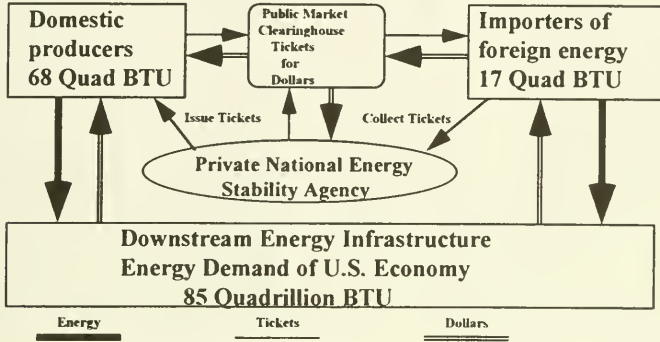 Domestic
producers
68 Quad BTU
Public Market
Clearinghouse
Tickets
for
Dollars
Importers of
foreign energy
17 Quad BTU
Issue Tickets
Collect Tickets
Private National Energy
Stability Agency
Downstream Energy Infrastructure
Energy Demand of U.S. Economy
85 Quadrillion BTU
Energy
Tickets
Dollars